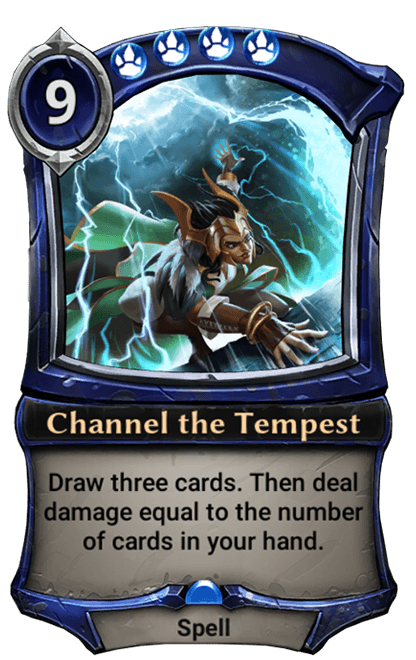 9
Channel the Tempest
Draw three cards. Then deal
damage equal to the number
of cards in your hand.
Spell